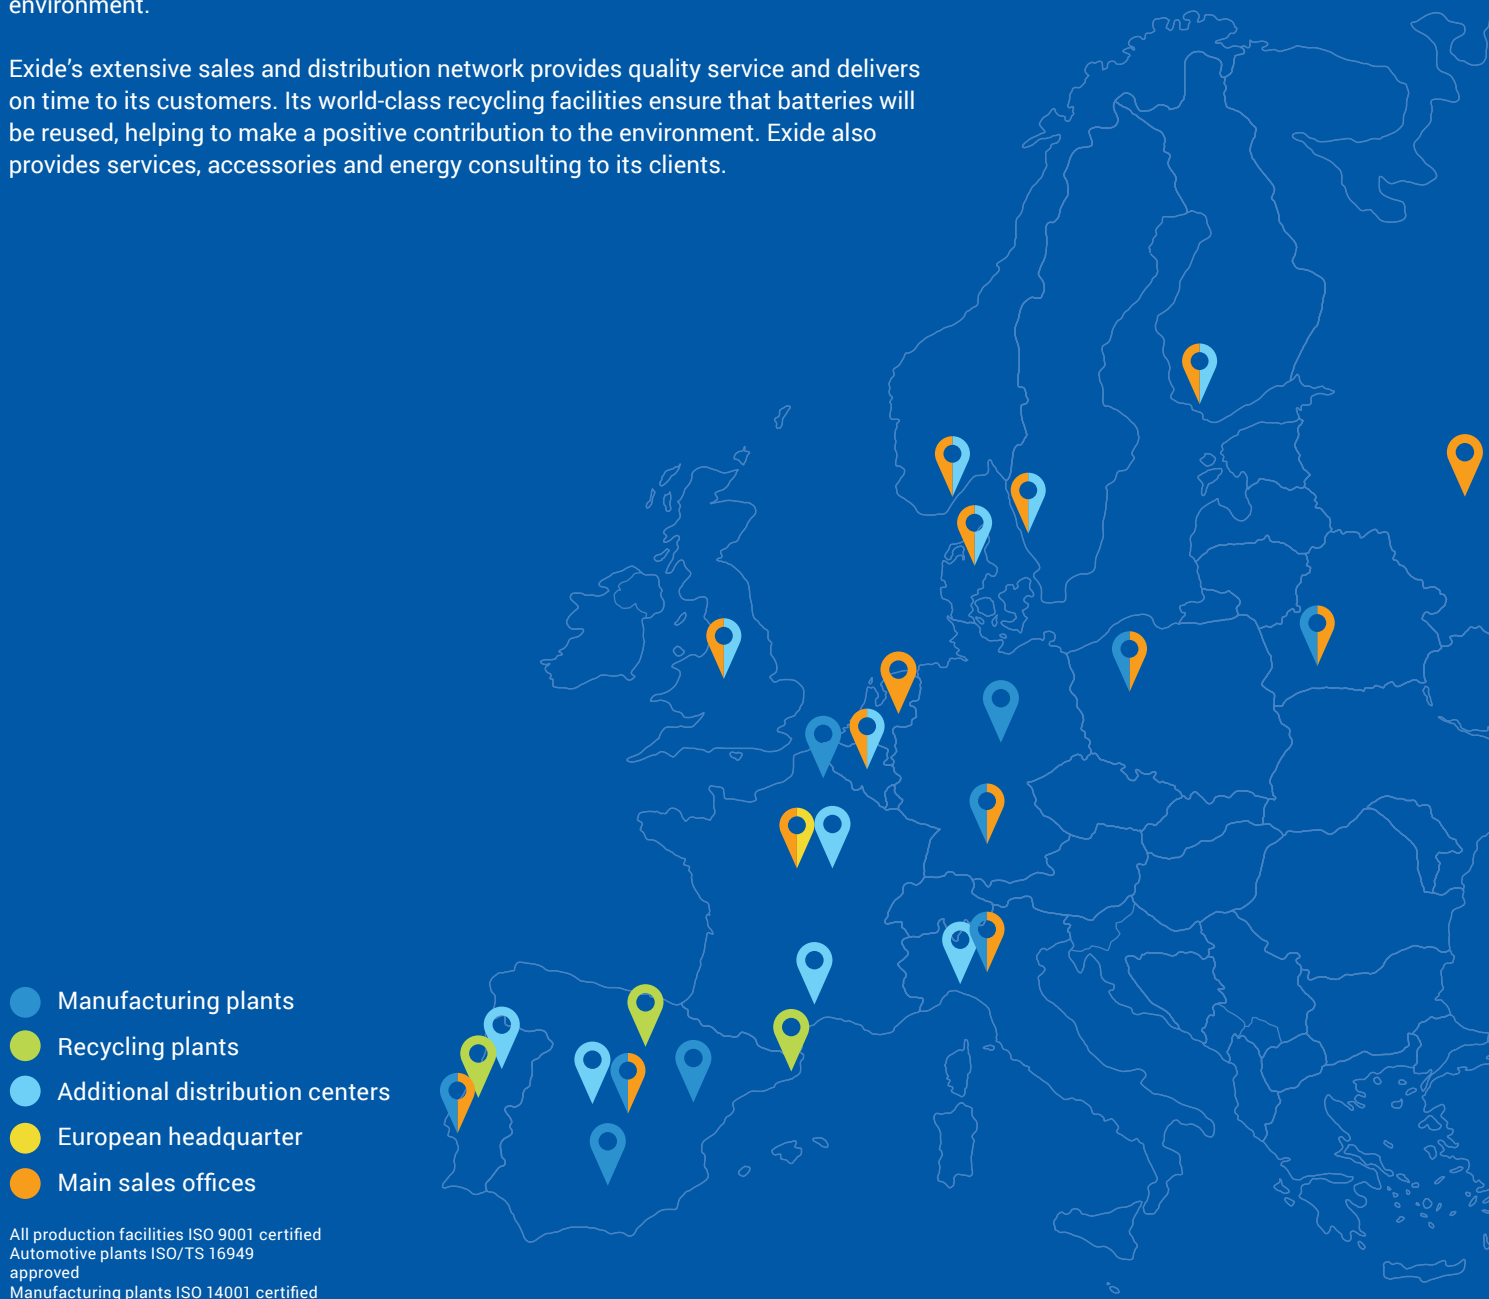 environment.
Exide’s extensive sales and distribution network provides quality service and delivers
on time to its customers. Its world-class recycling facilities ensure that batteries will
be reused, helping to make a positive contribution to the environment. Exide also
provides services, accessories and energy consulting to its clients.
Manufacturing plants
Recycling plants
Additional distribution centers
European headquarter
Main sales offices
All production facilities ISO 9001 certified
Automotive plants ISO/TS 16949
approved
Manufacturing plants ISO 14001 certified